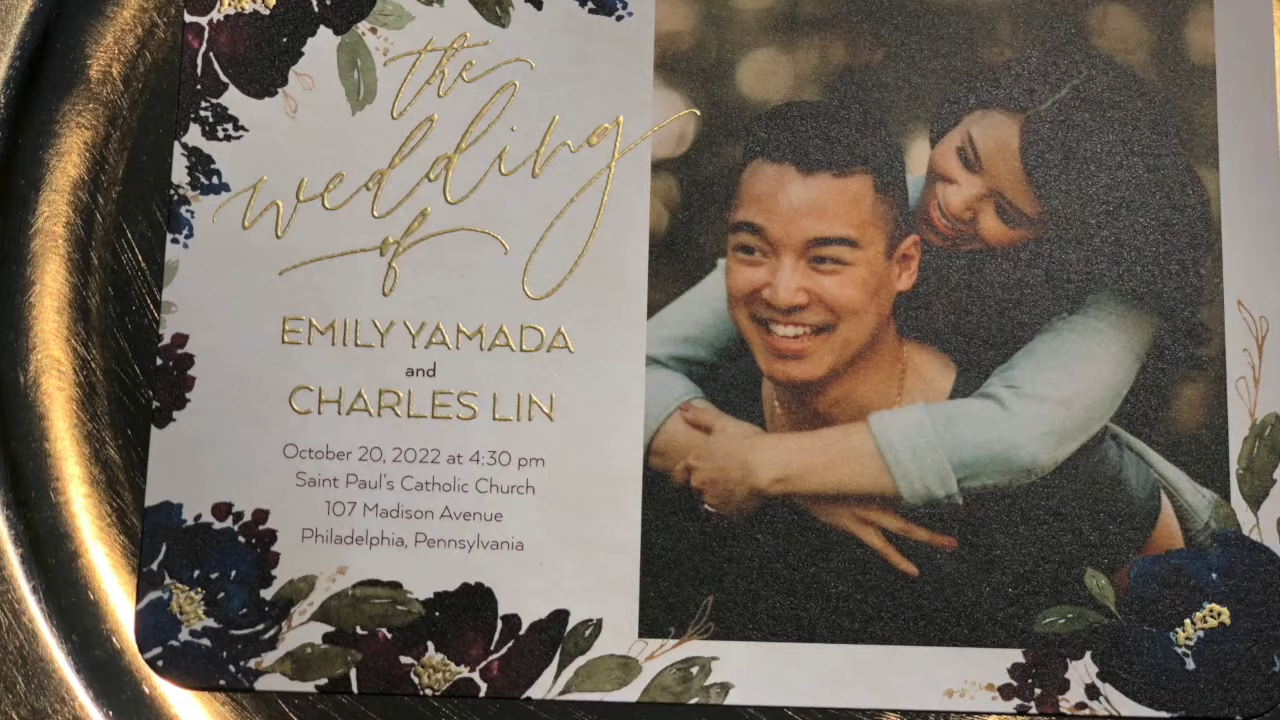 the
wedding
of
EMILY YAMADA
and
CHARLES LIN
October 20, 2022 at 4:30 pm
Saint Paul's Catholic Church
107 Madison Avenue
Philadelphia, Pennsylvania